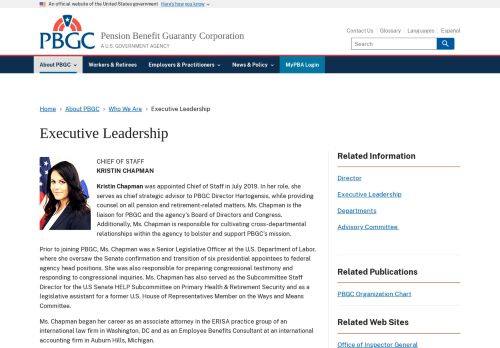 An official website of the United States government Here's how you know
PBGC
Pension Benefit Guaranty Corporation
A U.S. GOVERNMENT AGENCY
Contact Us Glossary Languages Español
Search
About PBGC Workers & Retirees Employers & Practitioners News & Policy MyPBA Login
Home › About PBGC › Who We Are › Executive Leadership
Executive Leadership
CHIEF OF STAFF
KRISTIN CHAPMAN
Kristin Chapman was appointed Chief of Staff in July 2019. In her role, she
serves as chief strategic advisor to PBGC Director Hartogensis, while providing
counsel on all pension and retirement-related matters. Ms. Chapman is the
liaison for PBGC and the agency's Board of Directors and Congress.
Additionally, Ms. Chapman is responsible for cultivating cross-departmental
relationships within the agency to bolster and support PBGC's mission.
Prior to joining PBGC, Ms. Chapman was a Senior Legislative Officer at the U.S. Department of Labor,
where she oversaw the Senate confirmation and transition of six presidential appointees to federal
agency head positions. She was also responsible for preparing congressional testimony and
responding to congressional inquiries. Ms. Chapman has also served as the Subcommittee Staff
Director for the U.S Senate HELP Subcommittee on Primary Health & Retirement Security and as a
legislative assistant for a former U.S. House of Representatives Member on the Ways and Means
Committee.
Ms. Chapman began her career as an associate attorney in the ERISA practice group of an
international law firm in Washington, DC and as an Employee Benefits Consultant at an international
accounting firm in Auburn Hills, Michigan.
Related Information
Director
Executive Leadership
Departments
Advisory Committee
Related Publications
PBGC Organization Chart
Related Web Sites
Office of Inspector General